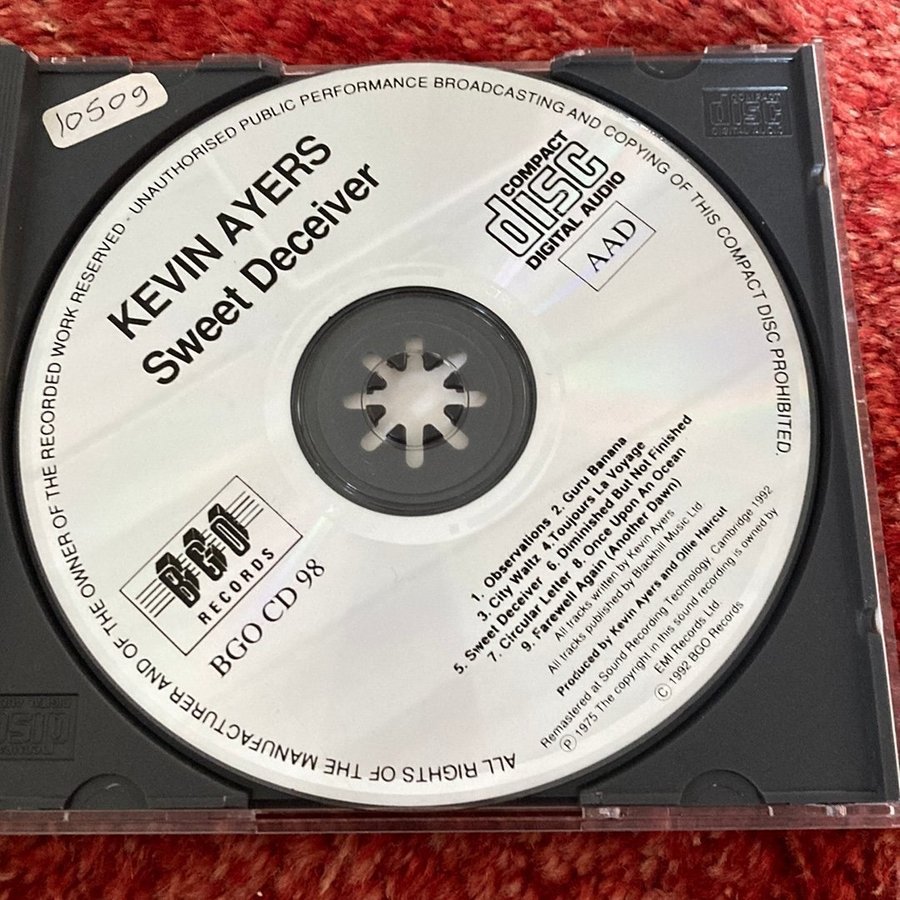 10509
ALL RIGHTS OF THE MANUFACTURER AND OF THE OWNER OF THE RECORDED WORK RESERVED - UNAUTHORISED PUBLIC PERFORMANCE BROADCASTING AND COPYING OF THIS COMPACT DISC PROHIBITED.
KEVIN AYERS
Sweet Deceiver
COMPACT
disc
DIGITAL AUDIO
AAD
COMPACT
disc
DIGITAL AUDIO
BGO
RECORDS
BGO CD 98
1. Observations 2. Guru Banana
3. City Waltz 4.Toujours La Voyage
5. Sweet Deceiver 6. Diminished But Not Finished
7. Circular Letter 8. Once Upon An Ocean
9. Farewell Again (Another Dawn)
All tracks written by Kevin Ayers
All tracks published by Blackhill Music Ltd.
Produced by Kevin Ayers and Ollie Haircut
Remastered at Sound Recording Technology, Cambridge 1992
℗ 1975 The copyright in this sound recording is owned by
EMI Records Ltd
© 1992 BGO Records